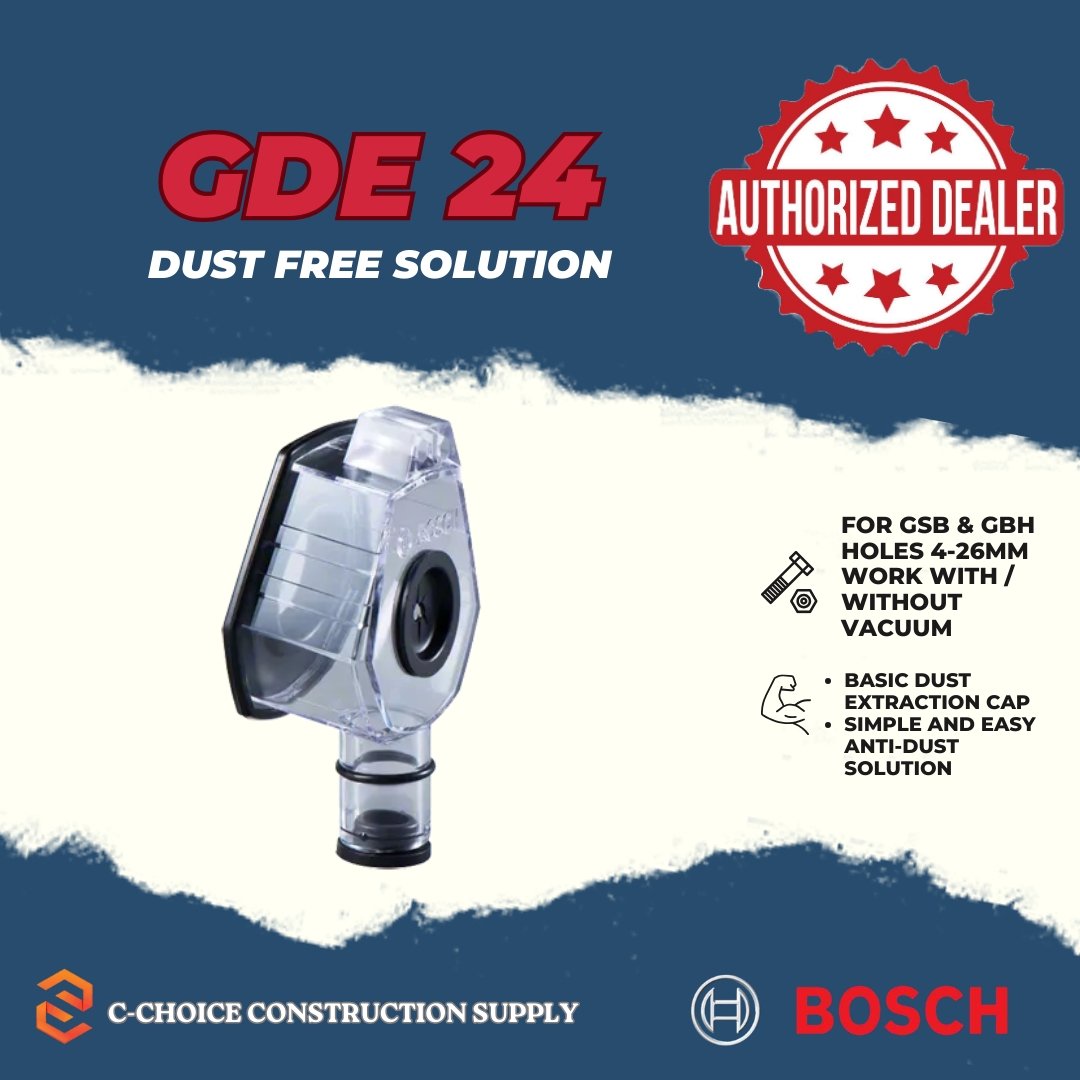 GDE 24
DUST FREE SOLUTION
AUTHORIZED DEALER
FOR GSB & GBH
HOLES 4-26MM
WORK WITH /
WITHOUT
VACUUM
• BASIC DUST
EXTRACTION CAP
• SIMPLE AND EASY
ANTI-DUST
SOLUTION
C-CHOICE CONSTRUCTION SUPPLY
BOSCH